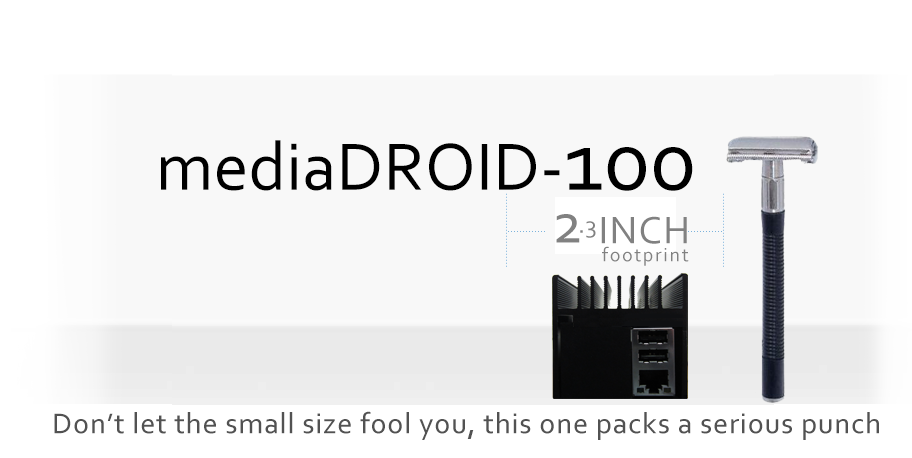 mediaDROID-100
2.3INCH
footprint
Don't let the small size fool you, this one packs a serious punch